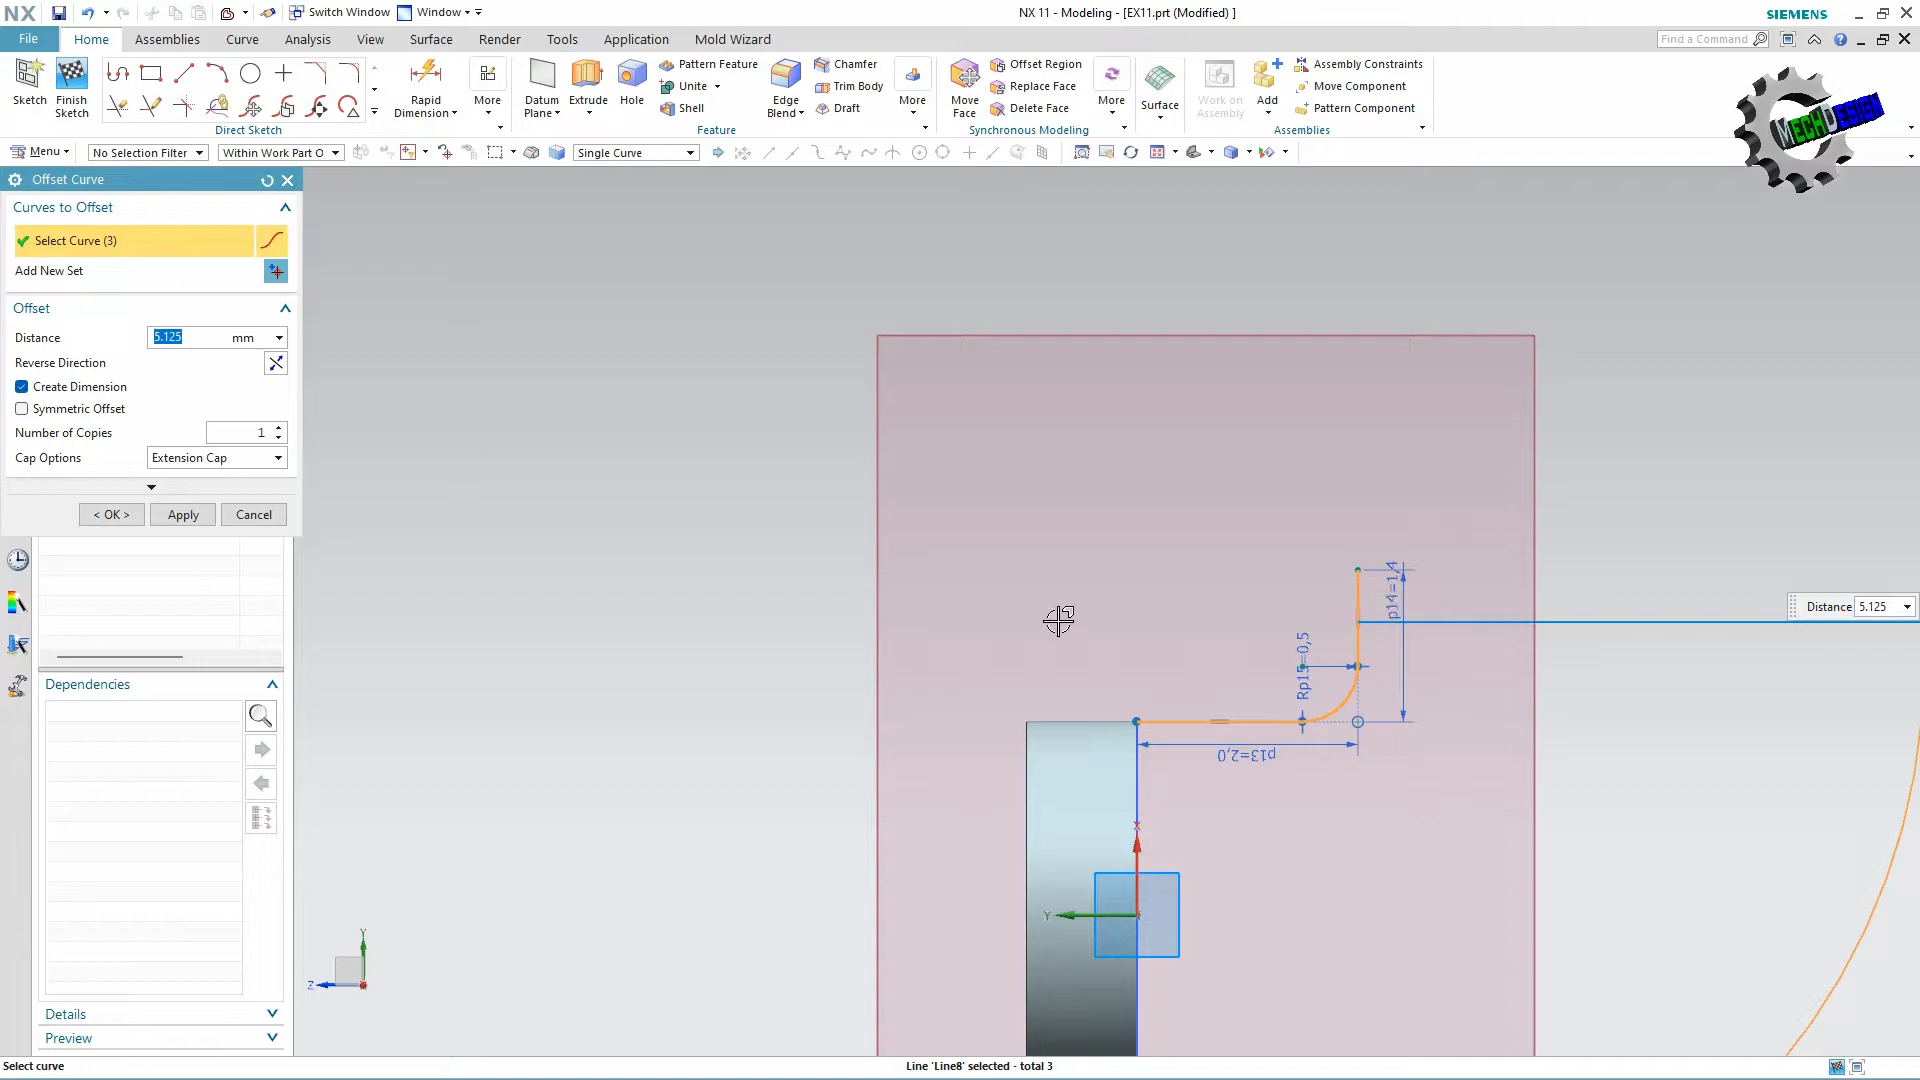 NX
Switch Window
Window
NX 11 - Modeling - [EX11.prt (Modified) ]
SIEMENS
File
Home
Assemblies
Curve
Analysis
View
Surface
Render
Tools
Application
Mold Wizard
Find a Command
Sketch
Finish Sketch
Rapid Dimension
More
Datum Plane
Extrude
Hole
Pattern Feature
Unite
Shell
Edge Blend
Chamfer
Trim Body
Draft
More
Move Face
Offset Region
Replace Face
Delete Face
More
Surface
Work on Assembly
Add
Assembly Constraints
Move Component
Pattern Component
Direct Sketch
Feature
Synchronous Modeling
Assemblies
MECHDESIGN
Menu
No Selection Filter
Within Work Part O
Single Curve
Offset Curve
Curves to Offset
Select Curve (3)
Add New Set
Offset
Distance
5.125
mm
Reverse Direction
Create Dimension
Symmetric Offset
Number of Copies
1
Cap Options
Extension Cap
< OK >
Apply
Cancel
Dependencies
Details
Preview
p14=1,4
Rp15=0,5
p13=2,0
Distance
5.125
X
Y
Y
Z
Select curve
Line 'Line8' selected - total 3